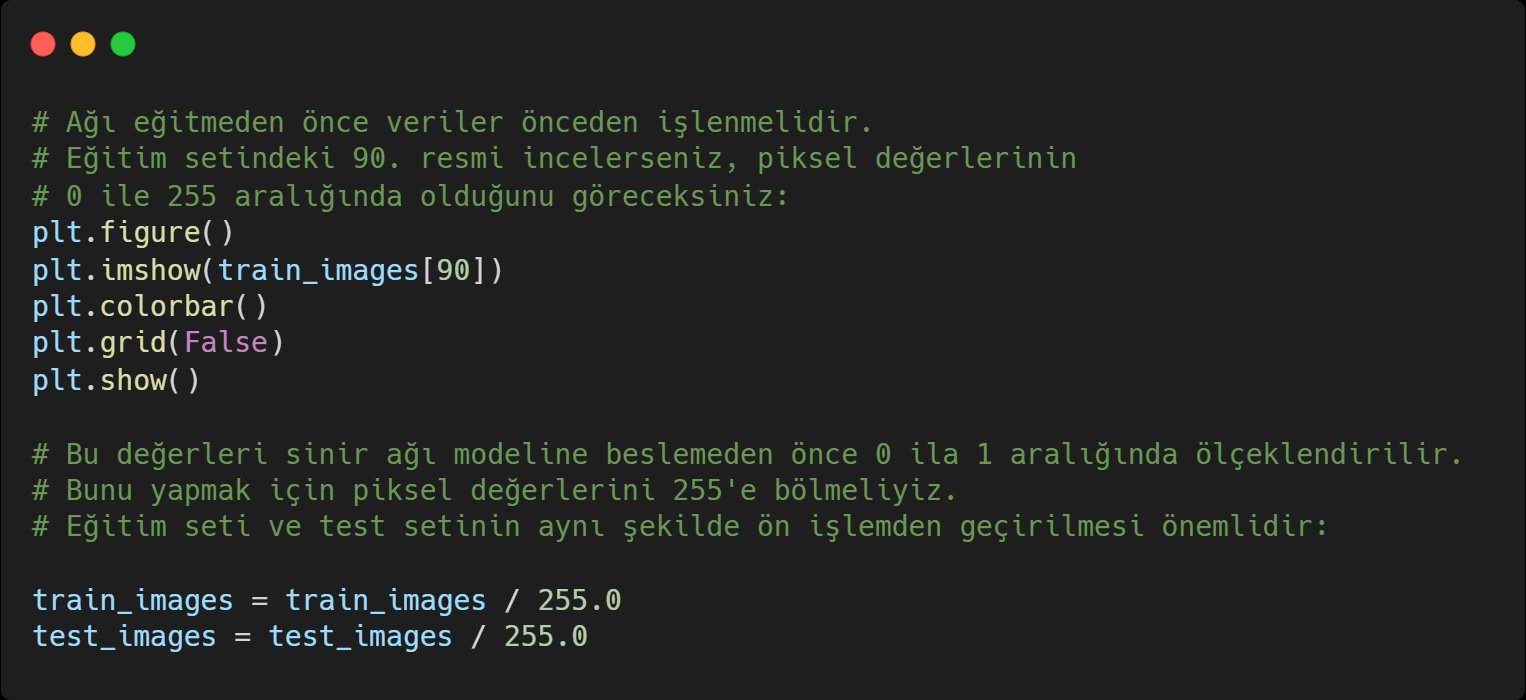 # Ağı eğitmeden önce veriler önceden işlenmelidir.
# Eğitim setindeki 90. resmi incelerseniz, piksel değerlerinin
# 0 ile 255 aralığında olduğunu göreceksiniz:
plt.figure()
plt.imshow(train_images[90])
plt.colorbar()
plt.grid(False)
plt.show()
# Bu değerleri sinir ağı modeline beslemeden önce 0 ila 1 aralığında ölçeklendirilir.
# Bunu yapmak için piksel değerlerini 255'e bölmeliyiz.
# Eğitim seti ve test setinin aynı şekilde ön işlemden geçirilmesi önemlidir:
train_images = train_images / 255.0
test_images = test_images / 255.0